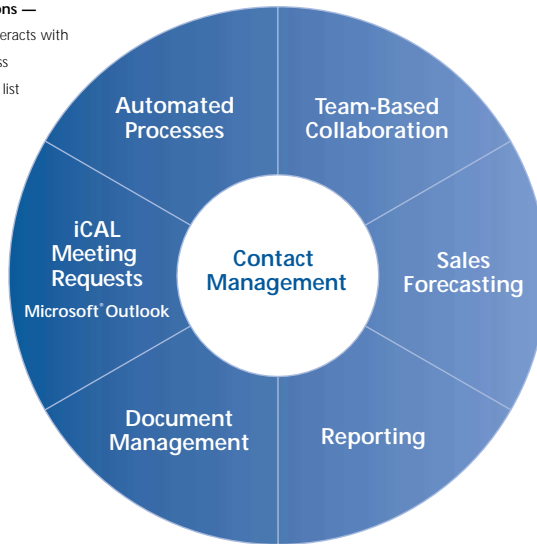 ons —
eracts with
ss
list
Automated
Processes
Team-Based
Collaboration
iCAL
Meeting
Requests
Microsoft® Outlook
Contact
Management
Sales
Forecasting
Document
Management
Reporting